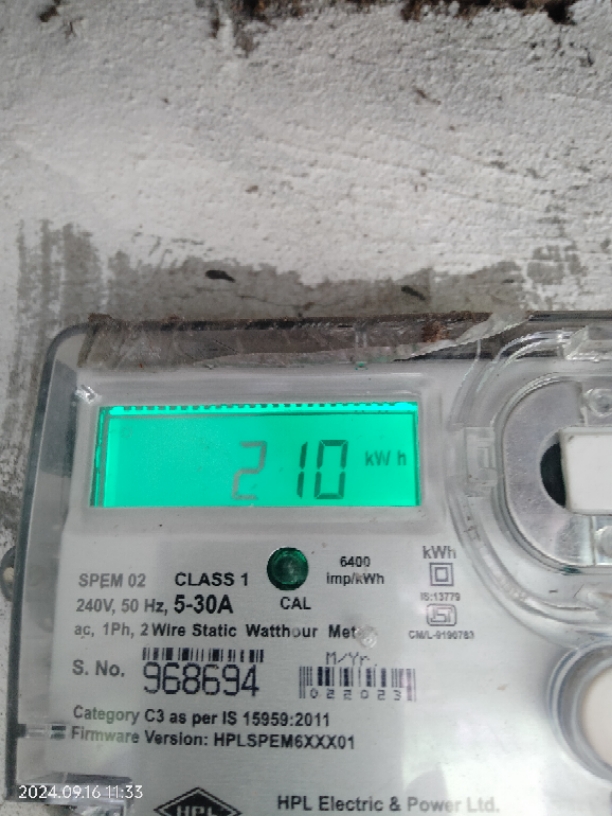 210 kWh
kWh
6400
imp/kWh
SPEM 02 CLASS 1
CAL
IS:13779
240V, 50 Hz, 5-30A
CM/L-9190783
ac, 1Ph, 2 Wire Static Watthour Meter
M/Yr.
S. No. 968694
022023
Category C3 as per IS 15959:2011
Firmware Version: HPLSPEM6XXX01
HPL
HPL Electric & Power Ltd.
2024.09.16 11:33